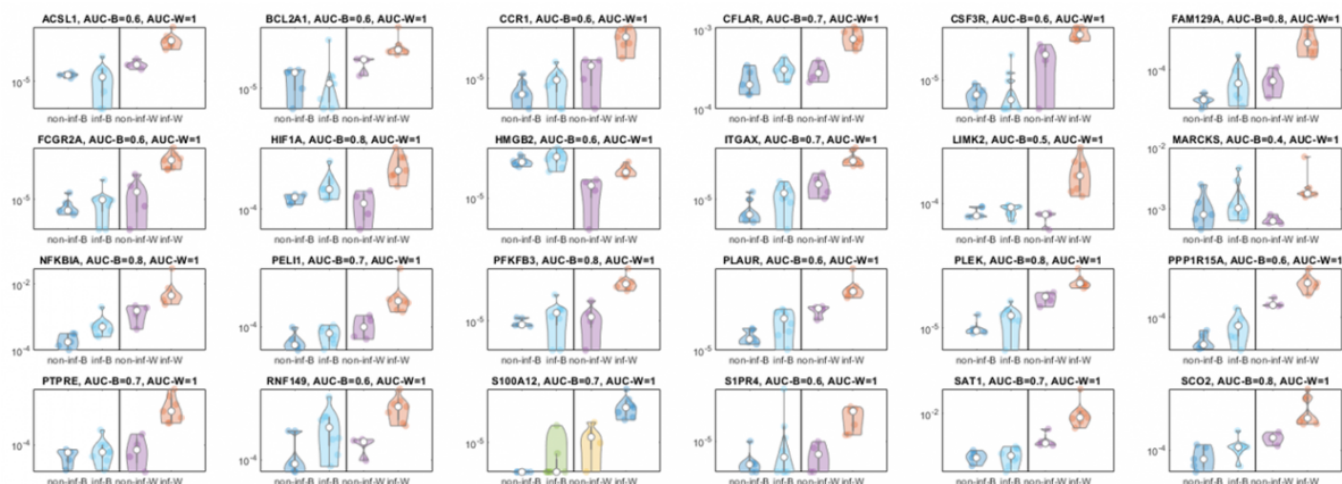 ACSL1, AUC-B=0.6, AUC-W=1 BCL2A1, AUC-B=0.6, AUC-W=1 CCR1, AUC-B=0.6, AUC-W=1 CFLAR, AUC-B=0.7, AUC-W=1 CSF3R, AUC-B=0.6, AUC-W=1 FAM129A, AUC-B=0.8, AUC-W=1
10-5 10-5 10-5 10-3 10-4 10-5 10-4
non-inf-B inf-B non-inf-W inf-W non-inf-B inf-B non-inf-W inf-W non-inf-B inf-B non-inf-W inf-W non-inf-B inf-B non-inf-W inf-W non-inf-B inf-B non-inf-W inf-W non-inf-B inf-B non-inf-W inf-W
FCGR2A, AUC-B=0.6, AUC-W=1 HIF1A, AUC-B=0.8, AUC-W=1 HMGB2, AUC-B=0.6, AUC-W=1 ITGAX, AUC-B=0.7, AUC-W=1 LIMK2, AUC-B=0.5, AUC-W=1 MARCKS, AUC-B=0.4, AUC-W=1
10-5 10-4 10-5 10-5 10-4 10-2 10-3
non-inf-B inf-B non-inf-W inf-W non-inf-B inf-B non-inf-W inf-W non-inf-B inf-B non-inf-W inf-W non-inf-B inf-B non-inf-W inf-W non-inf-B inf-B non-inf-W inf-W non-inf-B inf-B non-inf-W inf-W
NFKBIA, AUC-B=0.8, AUC-W=1 PELI1, AUC-B=0.7, AUC-W=1 PFKFB3, AUC-B=0.8, AUC-W=1 PLAUR, AUC-B=0.6, AUC-W=1 PLEK, AUC-B=0.8, AUC-W=1 PPP1R15A, AUC-B=0.6, AUC-W=1
10-2 10-4 10-4 10-5 10-5 10-5 10-4
non-inf-B inf-B non-inf-W inf-W non-inf-B inf-B non-inf-W inf-W non-inf-B inf-B non-inf-W inf-W non-inf-B inf-B non-inf-W inf-W non-inf-B inf-B non-inf-W inf-W non-inf-B inf-B non-inf-W inf-W
PTPRE, AUC-B=0.7, AUC-W=1 RNF149, AUC-B=0.6, AUC-W=1 S100A12, AUC-B=0.7, AUC-W=1 S1PR4, AUC-B=0.6, AUC-W=1 SAT1, AUC-B=0.7, AUC-W=1 SCO2, AUC-B=0.8, AUC-W=1
10-4 10-4 10-5 10-5 10-2 10-4
non-inf-B inf-B non-inf-W inf-W non-inf-B inf-B non-inf-W inf-W non-inf-B inf-B non-inf-W inf-W non-inf-B inf-B non-inf-W inf-W non-inf-B inf-B non-inf-W inf-W non-inf-B inf-B non-inf-W inf-W